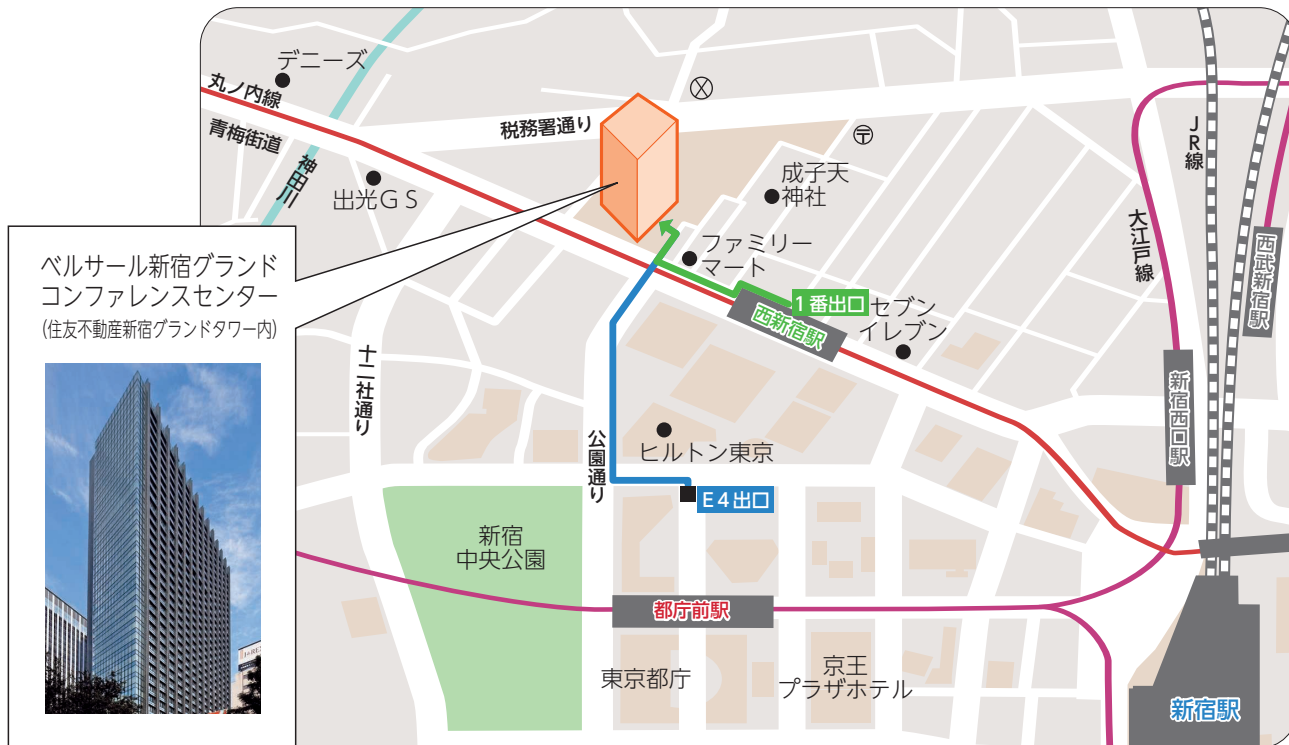 デニーズ
丸ノ内線
青梅街道
神田川
税務署通り
〒
出光ＧＳ
成子天
神社
ファミリー
マート
1番出口
西新宿駅
セブン
イレブン
大江戸線
ＪＲ線
西武新宿駅
新宿西口駅
ベルサール新宿グランド
コンファレンスセンター
(住友不動産新宿グランドタワー内)
十二社通り
公園通り
ヒルトン東京
E4出口
新宿
中央公園
都庁前駅
東京都庁
京王
プラザホテル
新宿駅